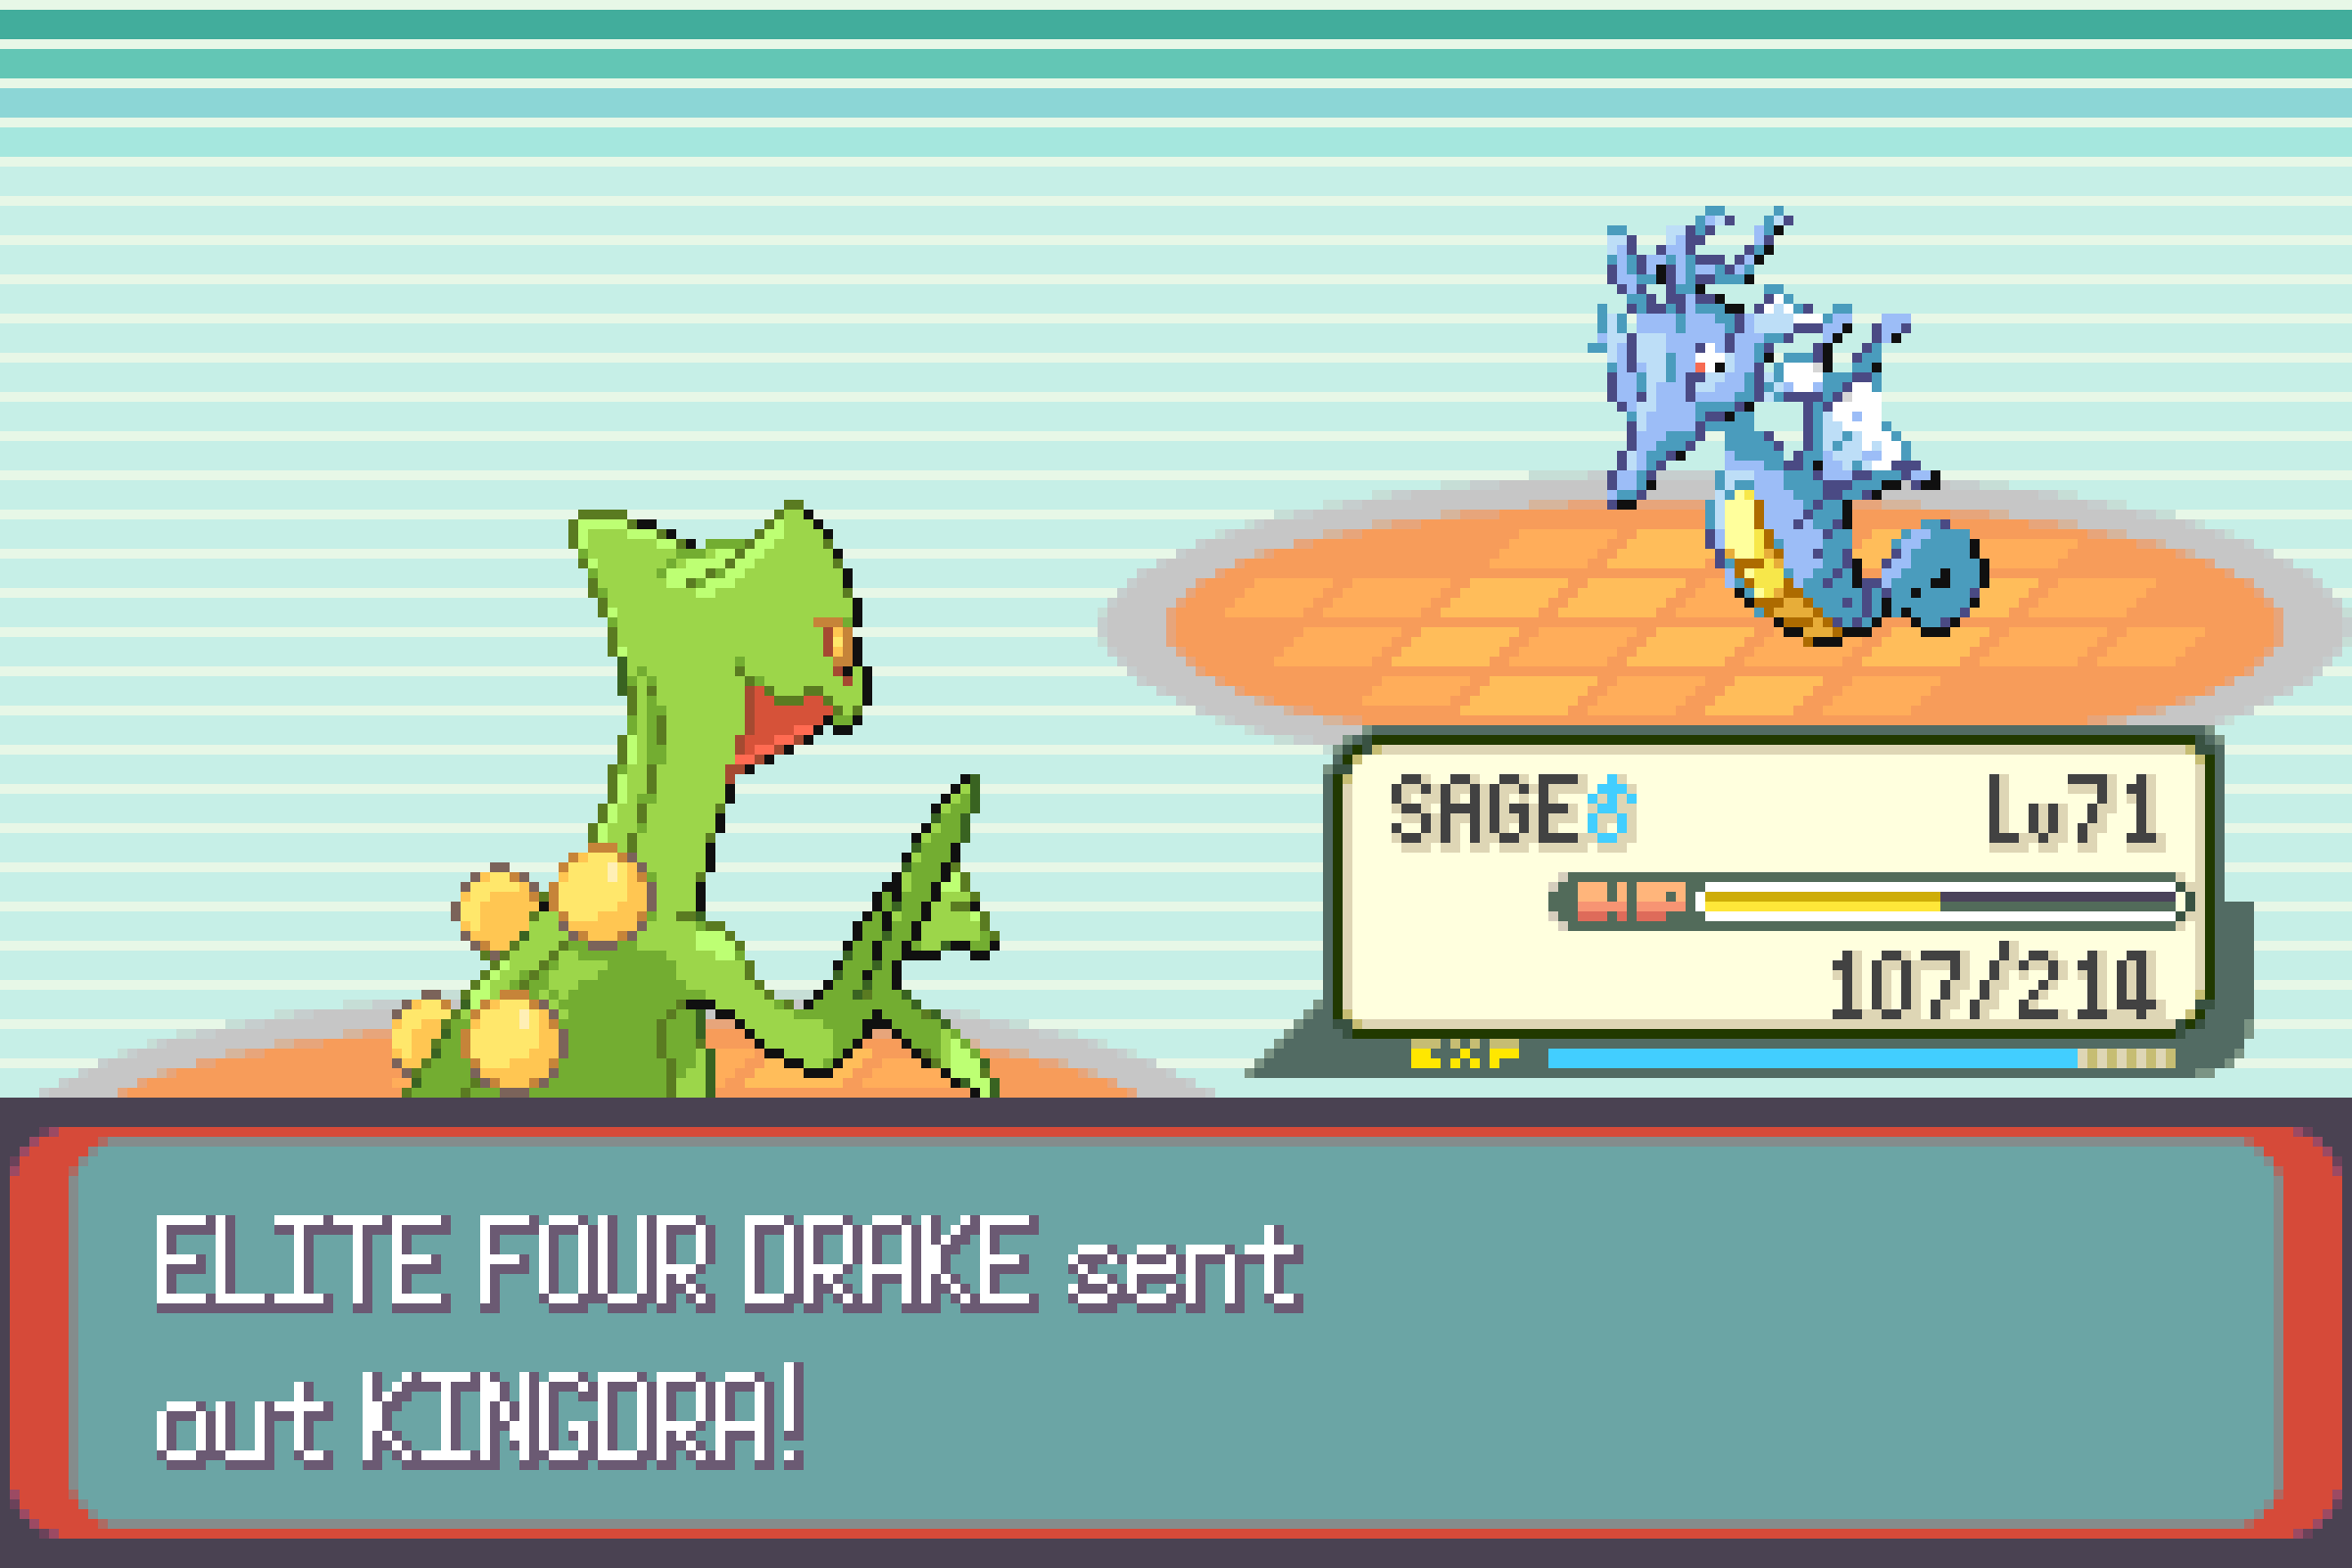 SAGE♂ Lv71
HP
107/214
EXP
ELITE FOUR DRAKE sent
out KINGDRA!